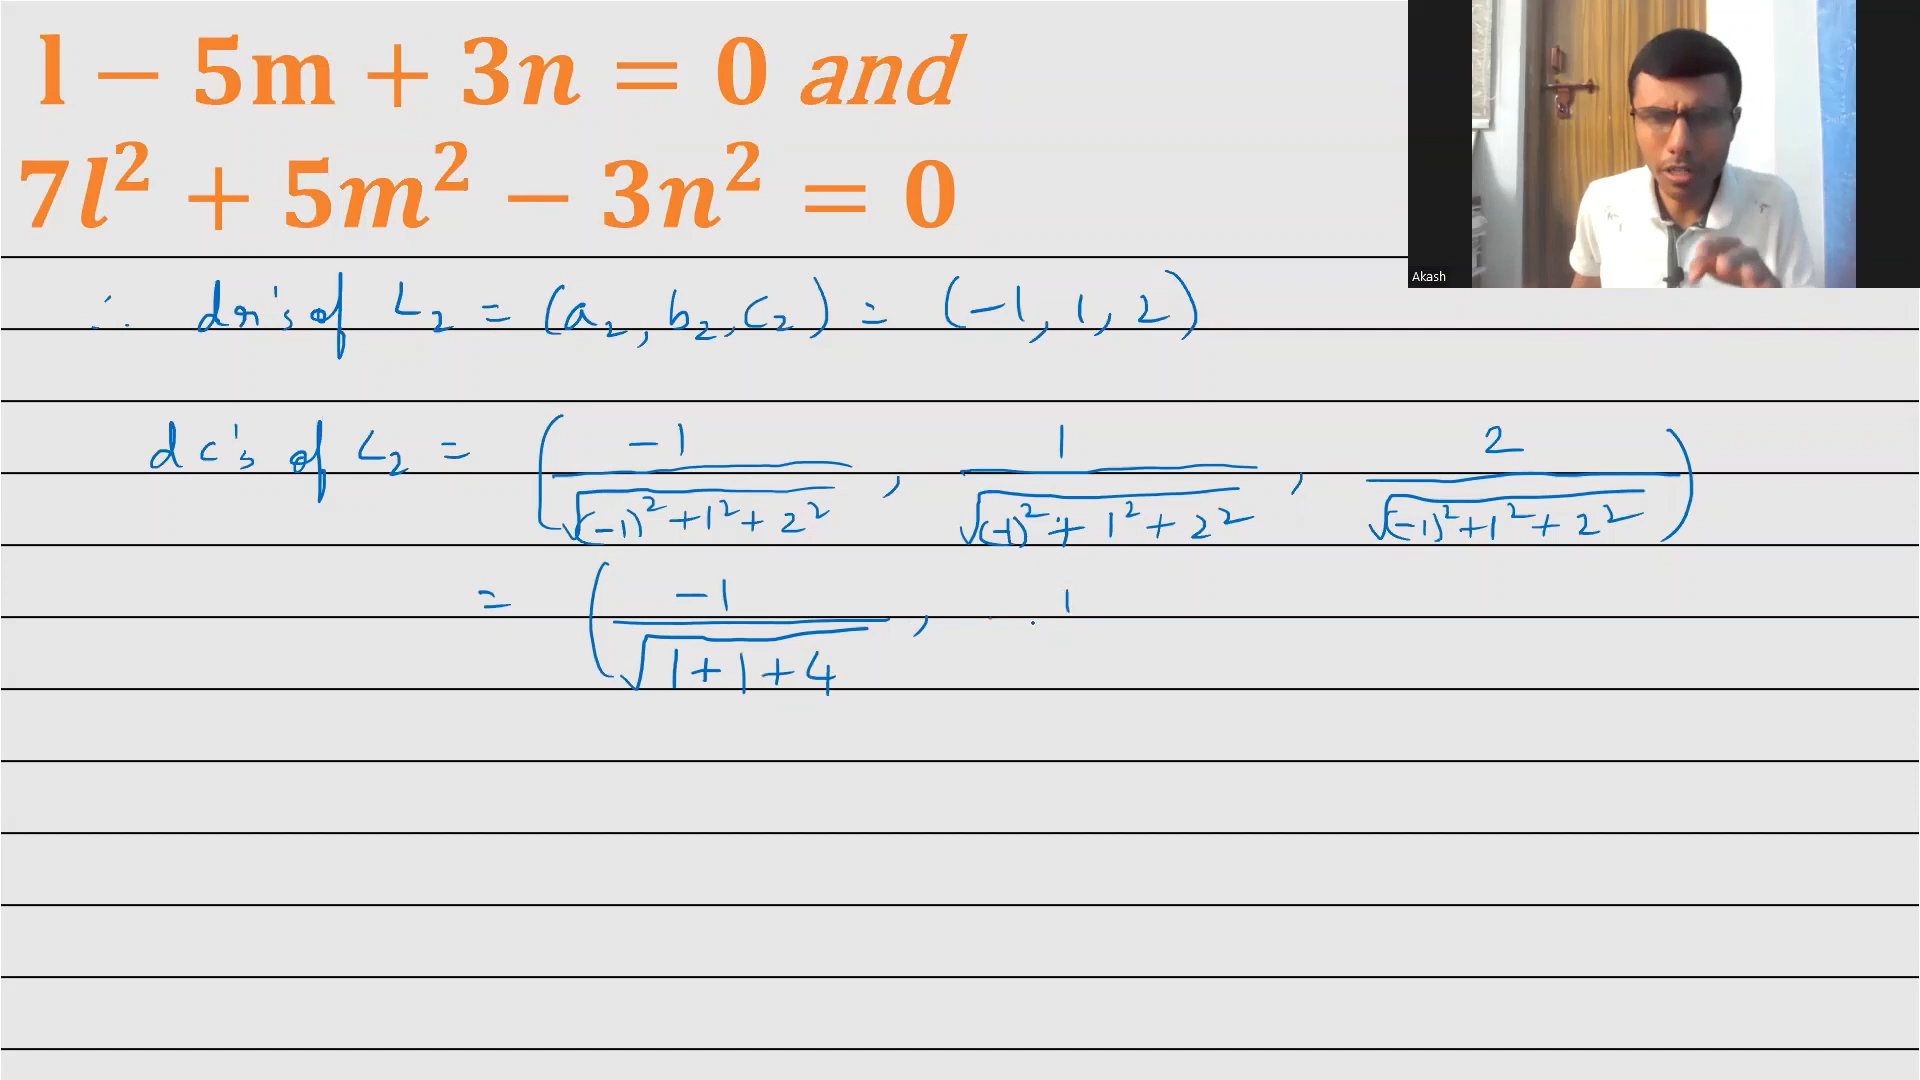 l − 5m + 3n = 0 and
7l² + 5m² − 3n² = 0
Akash
∴ dr's of L₂ = (a₂, b₂, c₂) = (−1, 1, 2)
dc's of L₂ = (−1/√((−1)²+1²+2²), 1/√((−1)²+1²+2²), 2/√((−1)²+1²+2²))
= (−1/√(1+1+4), 1